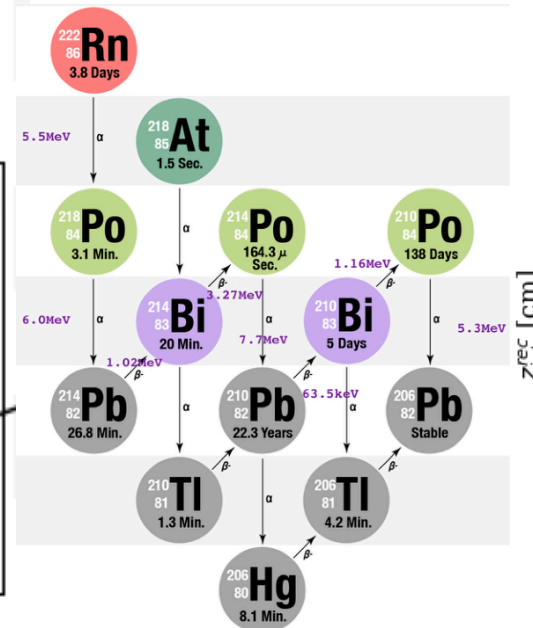 222
86 Rn
3.8 Days
5.5MeV
α
218
85 At
1.5 Sec.
218
84 Po
3.1 Min.
α
214
84 Po
164.3 μ
Sec.
210
84 Po
138 Days
1.16MeV
β-
β-
3.27MeV
6.0MeV
α
214
83 Bi
20 Min.
α
7.7MeV
210
83 Bi
5 Days
α
5.3MeV
1.02MeV
β-
β-
63.5keV
214
82 Pb
26.8 Min.
α
210
82 Pb
22.3 Years
α
206
82 Pb
Stable
β-
β-
210
81 Tl
1.3 Min.
α
206
81 Tl
4.2 Min.
β-
206
80 Hg
8.1 Min.
rec [cm]